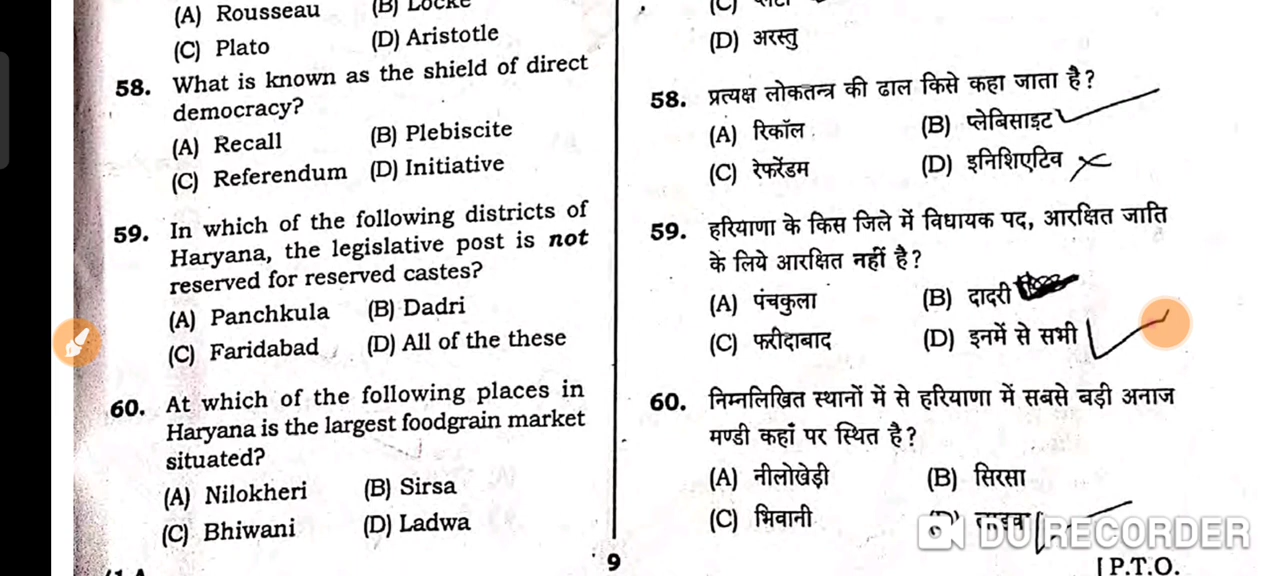 (A) Rousseau
(B) Locke
(C) Plato
(D) Aristotle
58. What is known as the shield of direct
democracy?
(A) Recall
(B) Plebiscite
(C) Referendum
(D) Initiative
59. In which of the following districts of
Haryana, the legislative post is not
reserved for reserved castes?
(A) Panchkula
(B) Dadri
(C) Faridabad
(D) All of the these
60. At which of the following places in
Haryana is the largest foodgrain market
situated?
(A) Nilokheri
(B) Sirsa
(C) Bhiwani
(D) Ladwa
(D) अरस्तु
58. प्रत्यक्ष लोकतन्त्र की ढाल किसे कहा जाता है?
(A) रिकॉल
(B) प्लेबिसाइट
(C) रेफरेंडम
(D) इनिशिएटिव
59. हरियाणा के किस जिले में विधायक पद, आरक्षित जाति
के लिये आरक्षित नहीं है?
(A) पंचकुला
(B) दादरी
(C) फरीदाबाद
(D) इनमें से सभी
60. निम्नलिखित स्थानों में से हरियाणा में सबसे बड़ी अनाज
मण्डी कहाँ पर स्थित है?
(A) नीलोखेड़ी
(B) सिरसा
(C) भिवानी
DU RECORDER
9
[P.T.O.